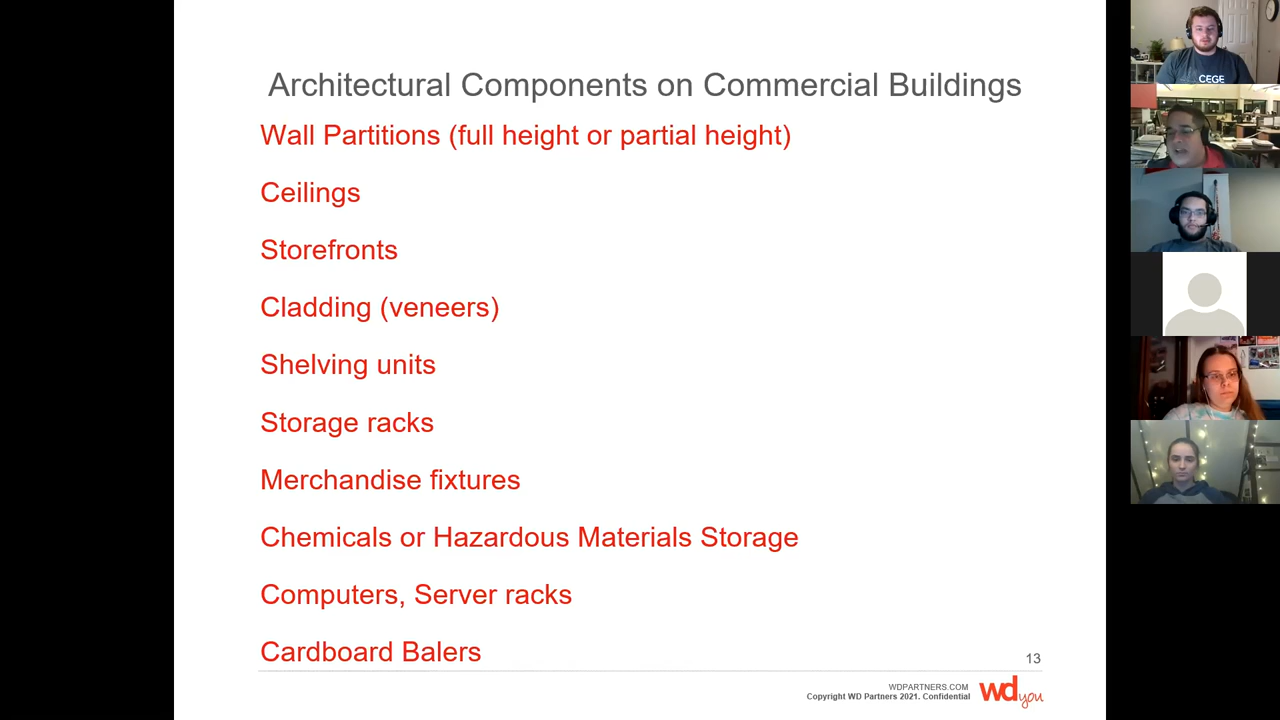 Architectural Components on Commercial Buildings
Wall Partitions (full height or partial height)
Ceilings
Storefronts
Cladding (veneers)
Shelving units
Storage racks
Merchandise fixtures
Chemicals or Hazardous Materials Storage
Computers, Server racks
Cardboard Balers
13
WDPARTNERS.COM
Copyright WD Partners 2021. Confidential
wd you
CEGE